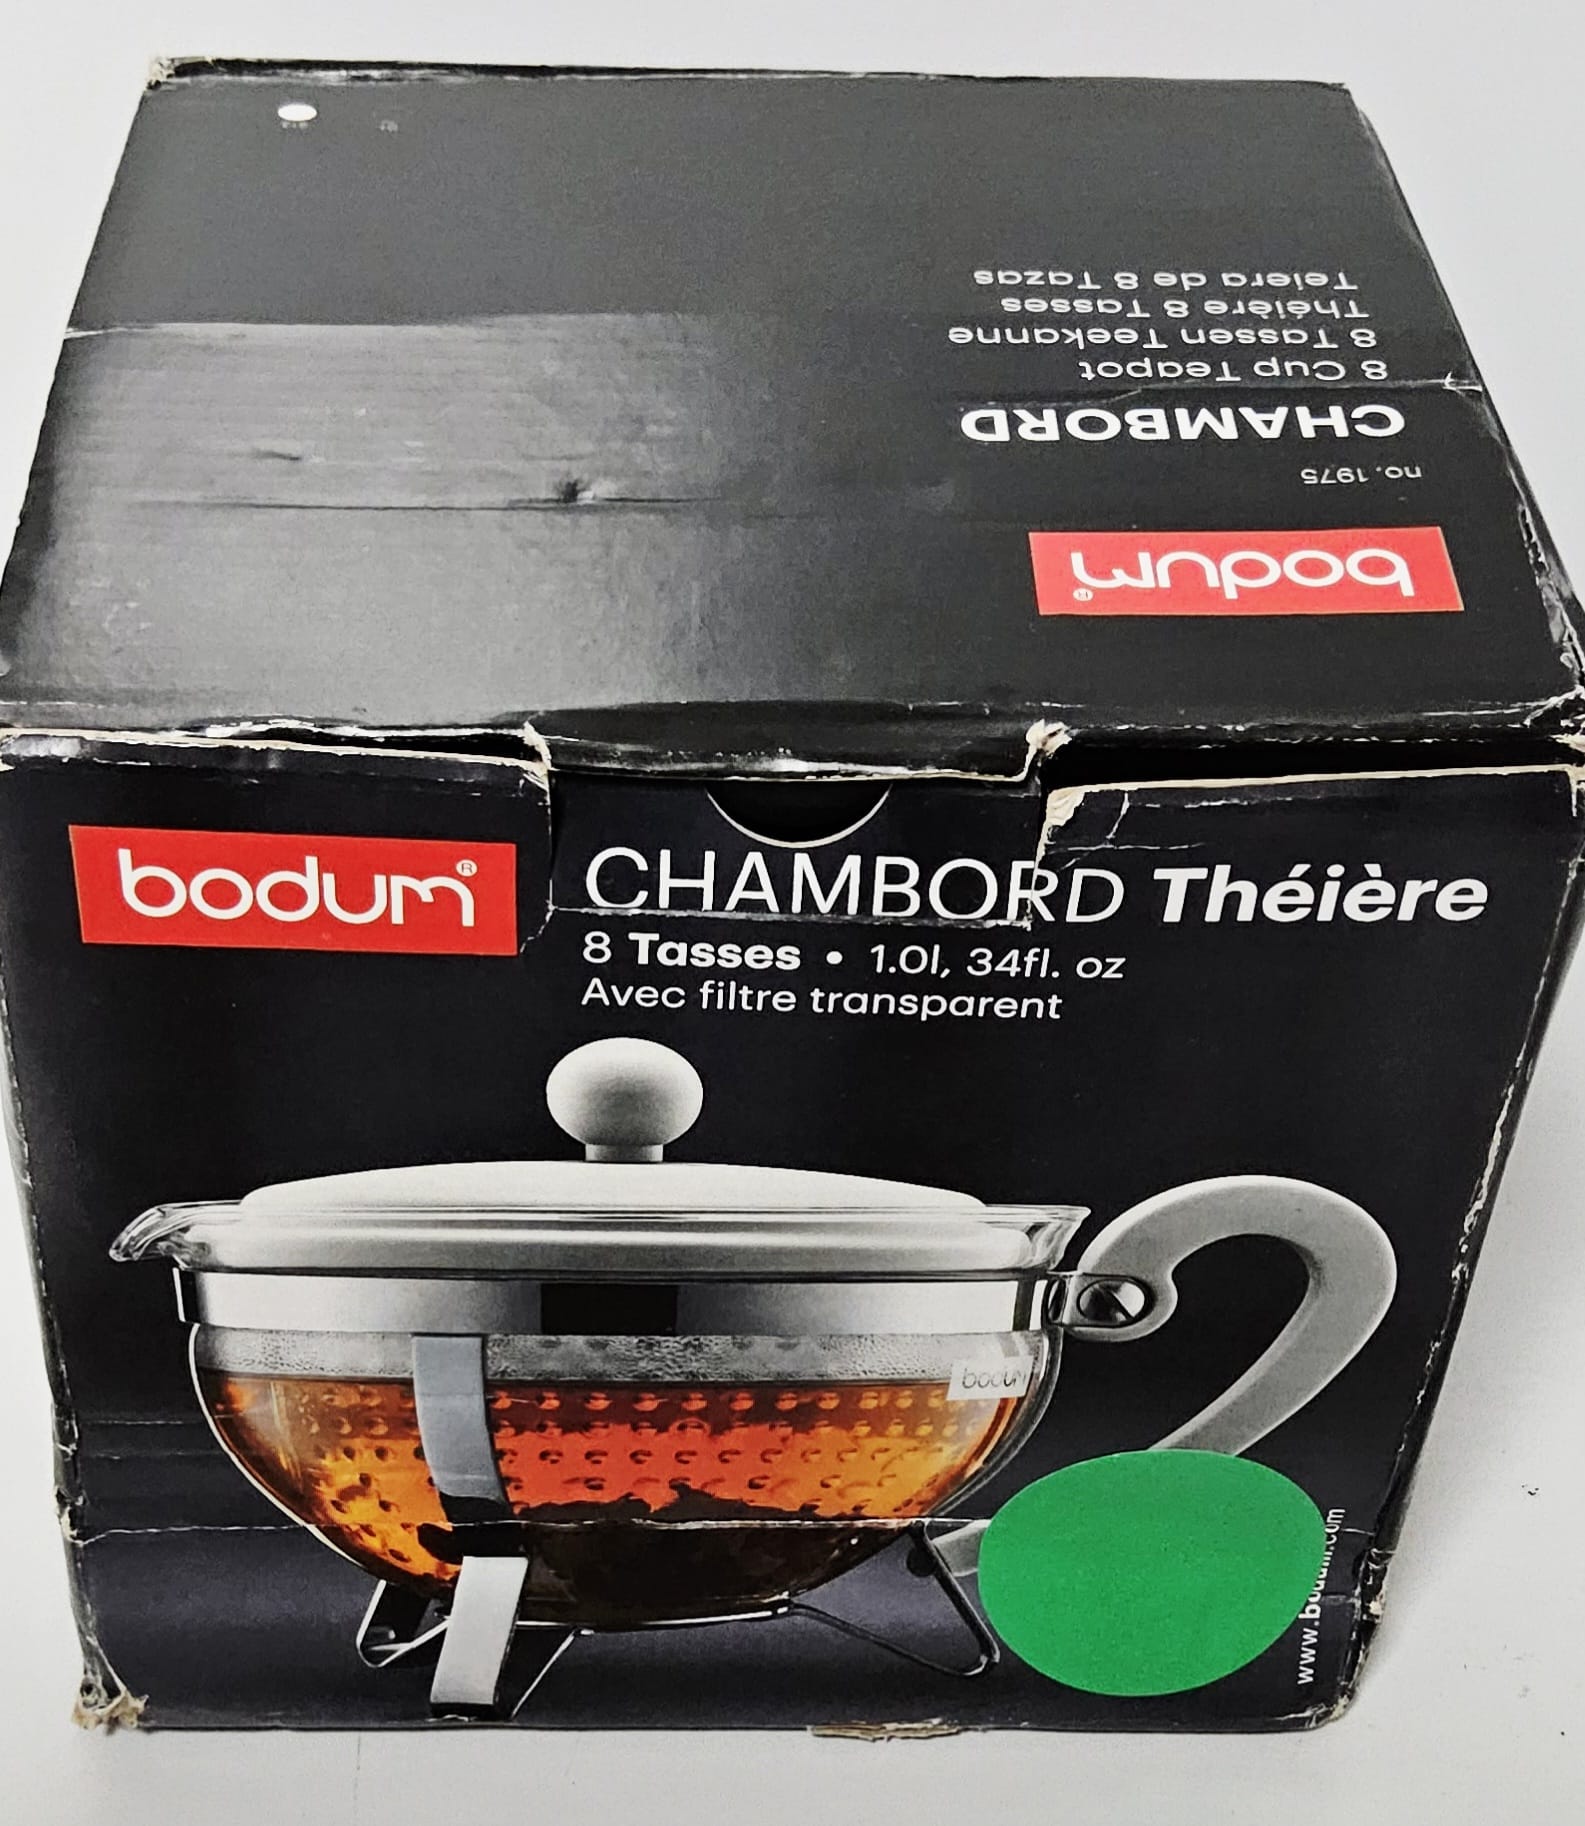 bodum®
no. 1975
CHAMBORD
8 Cup Teapot
8 Tassen Teekanne
Théière 8 Tasses
Teiera de 8 Tazas
bodum®
CHAMBORD Théière
8 Tasses • 1.0l, 34fl. oz
Avec filtre transparent
bodum
www.bodum.com